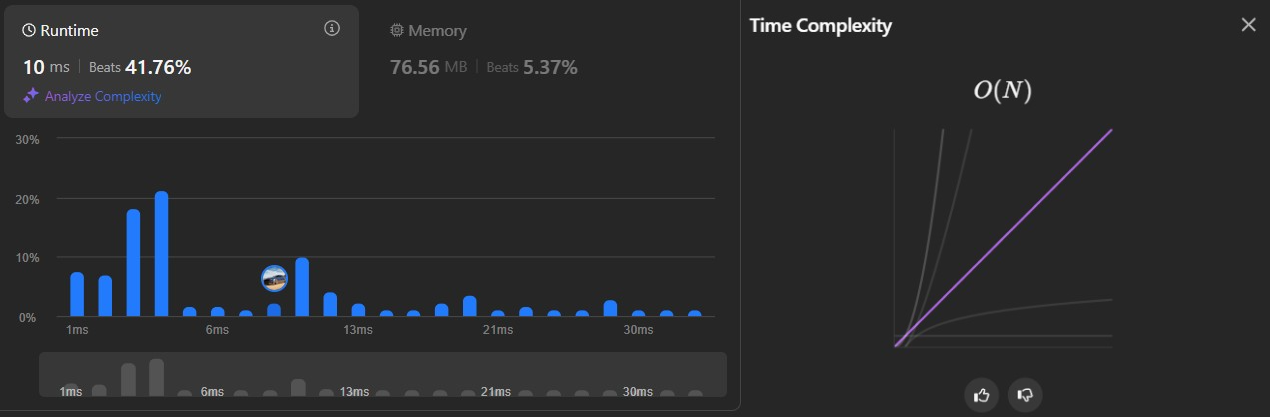 Runtime
10 ms Beats 41.76%
Analyze Complexity
Memory
76.56 MB Beats 5.37%
30%
20%
10%
0%
1ms 6ms 13ms 21ms 30ms
1ms 6ms 13ms 21ms 30ms
Time Complexity
O(N)